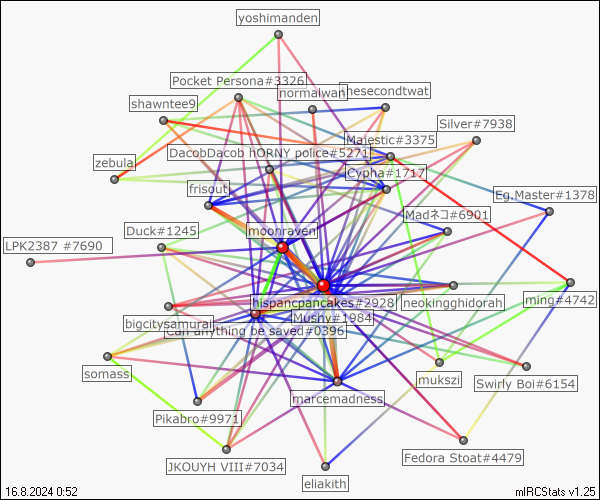 yoshimanden
Pocket Persona#3326
normalwan
hesecondtwat
shawntee9
Silver#7938
Majestic#3375
DacobDacob hORNY police#5271
zebula
Cypha#1717
frisout
Eg.Master#1378
Madネコ#6901
Duck#1245
moonraven
LPK2387 #7690
hispancpancakes#2928
neokingghidorah
ming#4742
Mushy#1984
bigcitysamurai
Can anything be saved#0396
somass
mukszi
Swirly Boi#6154
marcemadness
Pikabro#9971
Fedora Stoat#4479
JKOUYH VIII#7034
eliakith
16.8.2024 0:52
mIRCStats v1.25